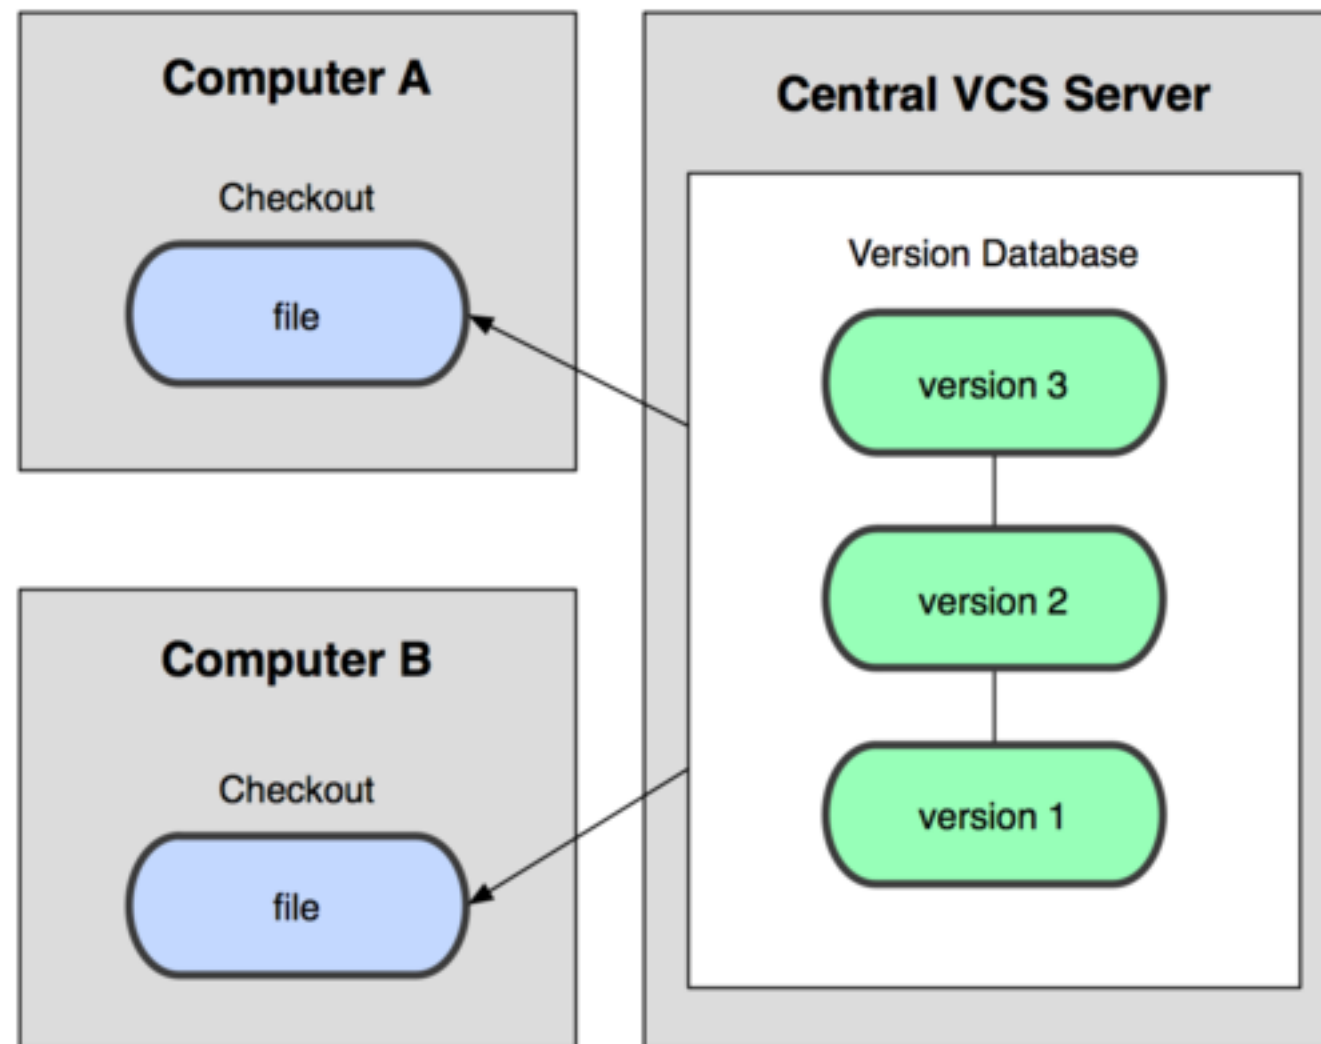 Computer A
Checkout
file
Computer B
Checkout
file
Central VCS Server
Version Database
version 3
version 2
version 1